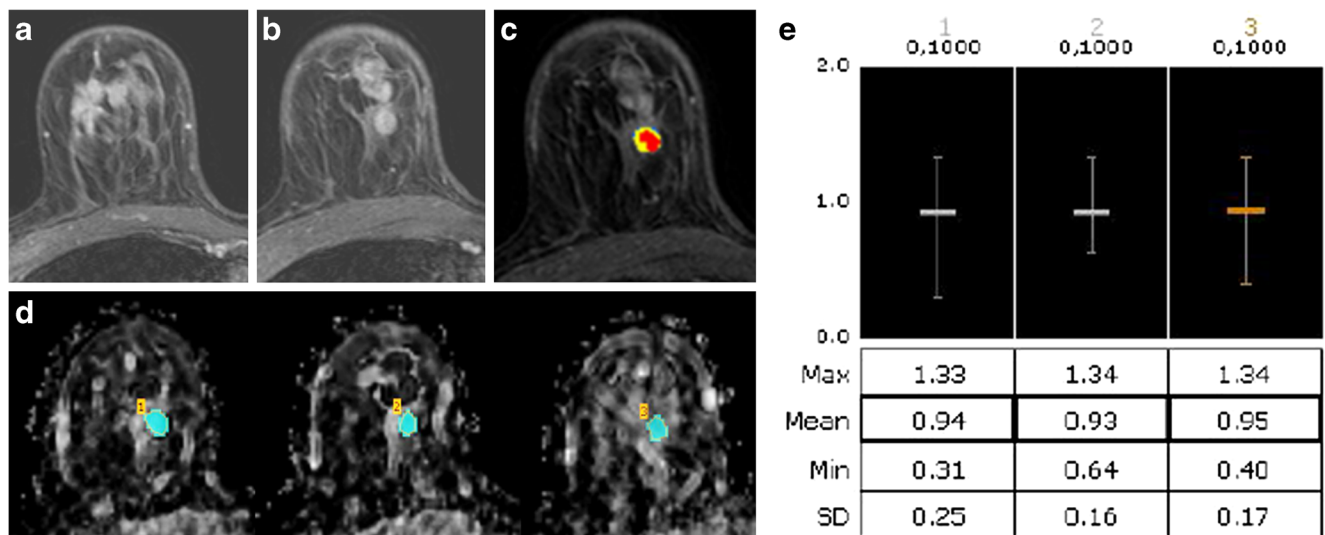 a
b
c
d
1
2
3
e
1 2 3
0,1000 0,1000 0,1000
2.0
1.0
0.0
Max 1.33 1.34 1.34
Mean 0.94 0.93 0.95
Min 0.31 0.64 0.40
SD 0.25 0.16 0.17